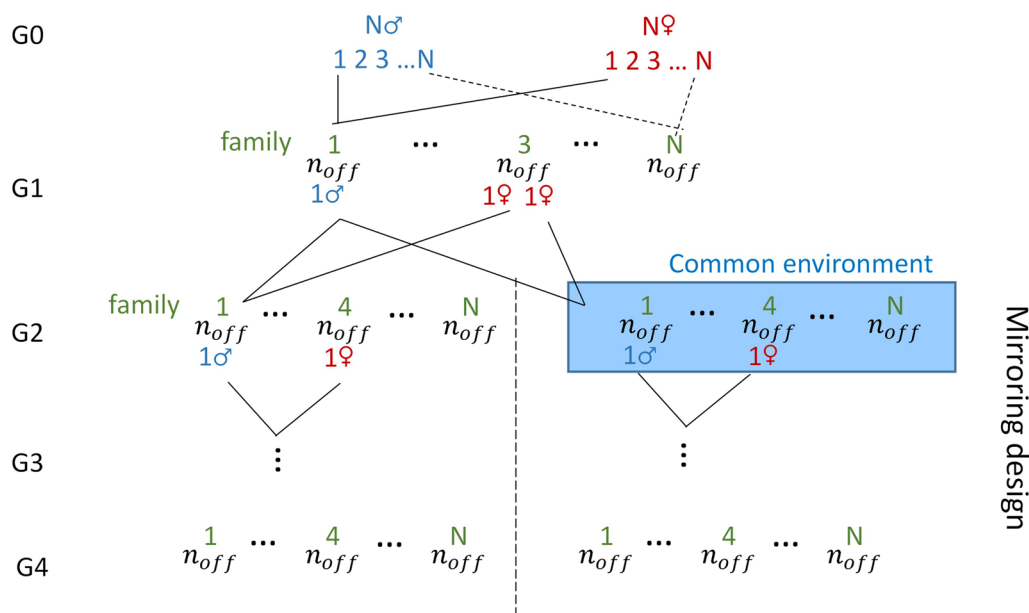 G0
N♂ N♀
1 2 3 ...N 1 2 3 ... N
family 1 ... 3 ... N
n_off n_off n_off
G1
1♂ 1♀ 1♀
Common environment
family 1 ... 4 ... N 1 ... 4 ... N
G2 n_off n_off n_off n_off n_off n_off
1♂ 1♀ 1♂ 1♀
Mirroring design
G3 ⋮ ⋮
1 ... 4 ... N 1 ... 4 ... N
n_off n_off n_off n_off n_off n_off
G4